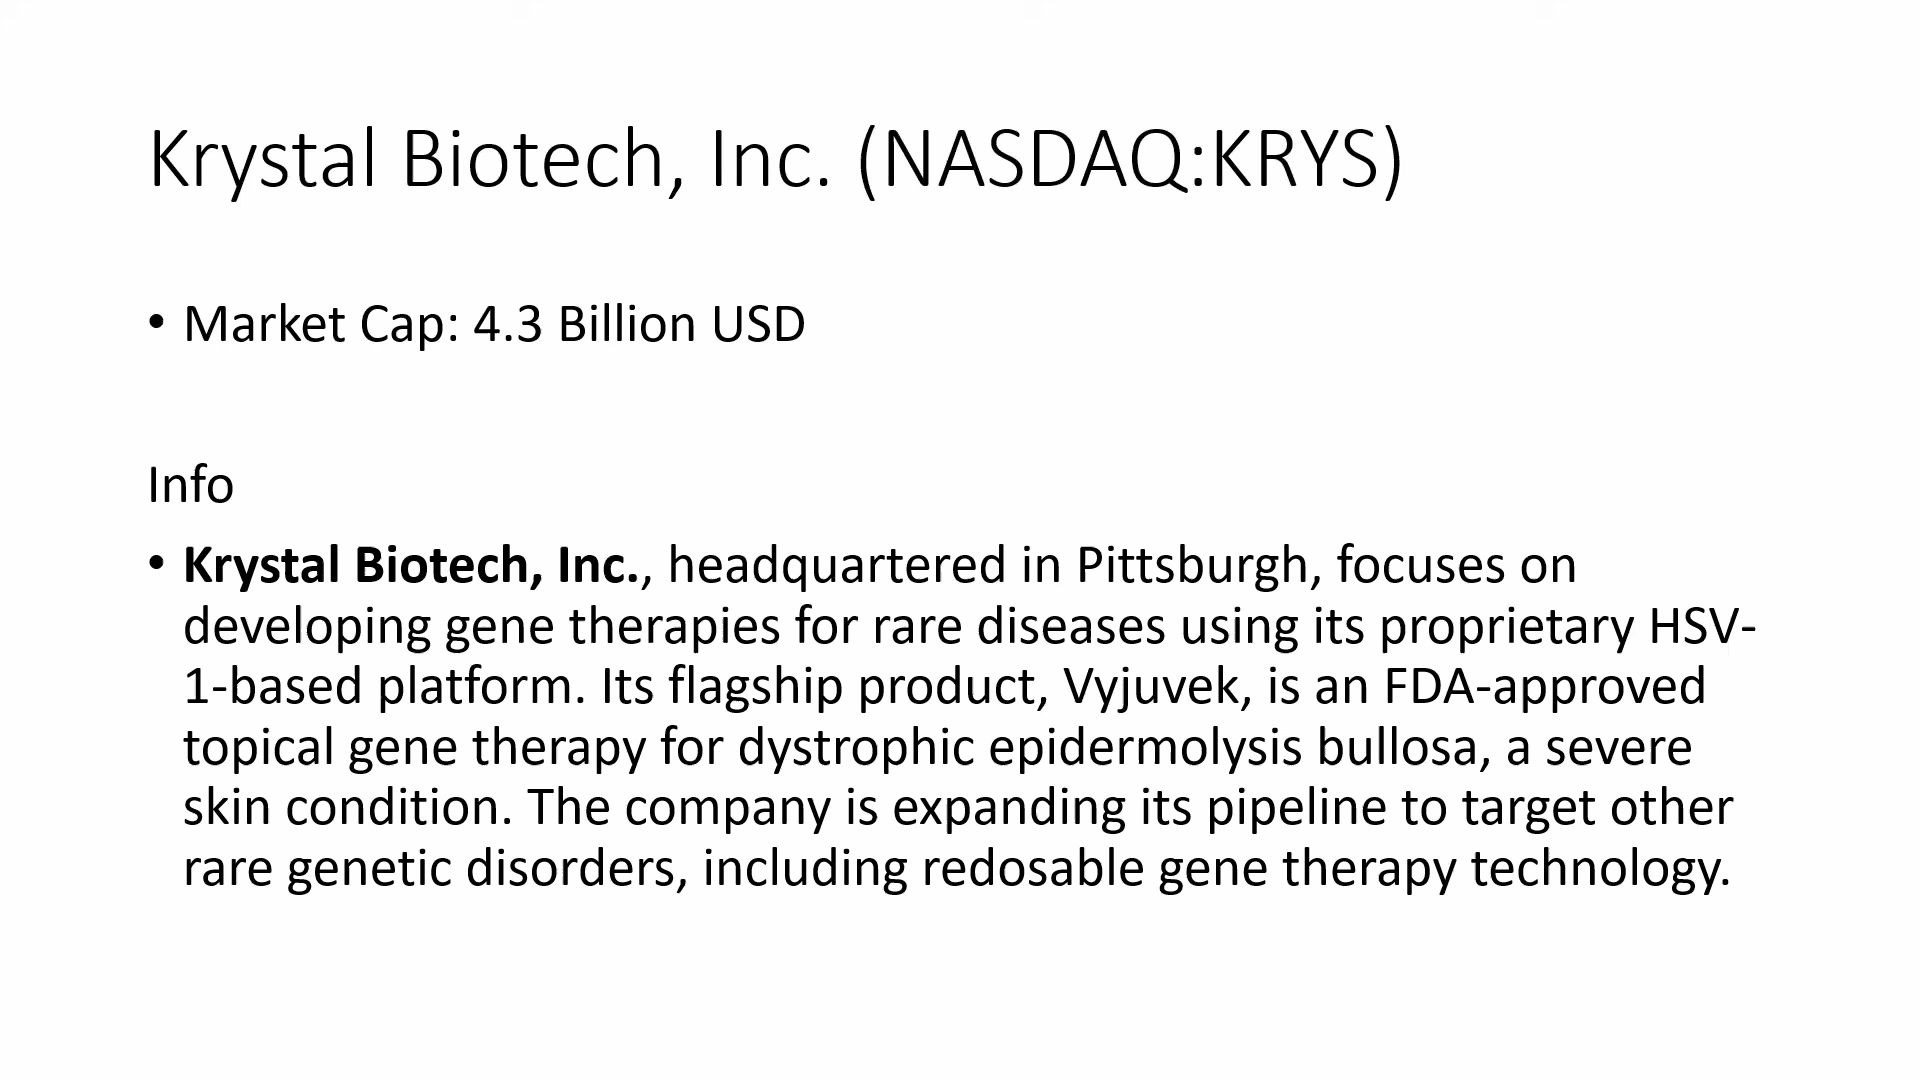 Krystal Biotech, Inc. (NASDAQ:KRYS)
• Market Cap: 4.3 Billion USD
Info
• Krystal Biotech, Inc., headquartered in Pittsburgh, focuses on
developing gene therapies for rare diseases using its proprietary HSV-
1-based platform. Its flagship product, Vyjuvek, is an FDA-approved
topical gene therapy for dystrophic epidermolysis bullosa, a severe
skin condition. The company is expanding its pipeline to target other
rare genetic disorders, including redosable gene therapy technology.